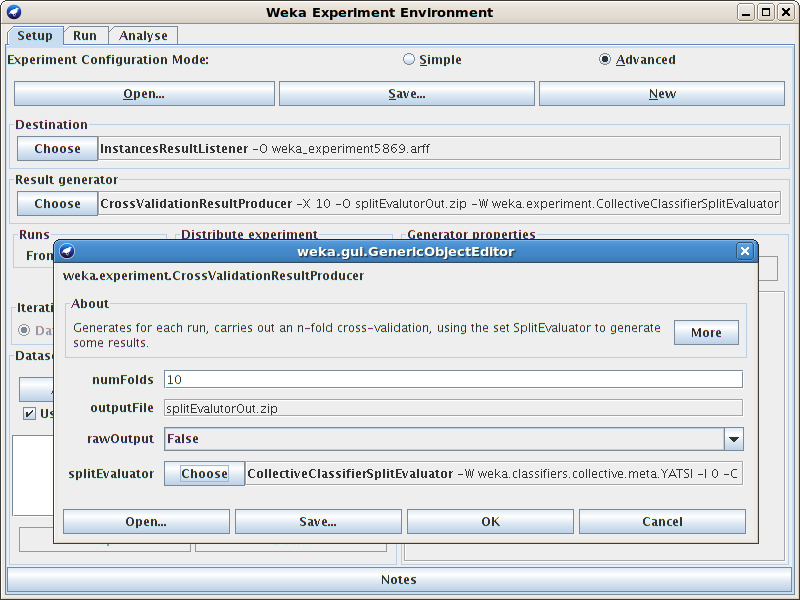 Weka Experiment Environment
Setup Run Analyse
Experiment Configuration Mode: Simple Advanced
Open... Save... New
Destination
Choose InstancesResultListener -O weka_experiment5869.arff
Result generator
Choose CrossValidationResultProducer -X 10 -O splitEvalutorOut.zip -W weka.experiment.CollectiveClassifierSplitEvaluator
Runs Distribute experiment Generator properties
From
weka.gui.GenericObjectEditor
weka.experiment.CrossValidationResultProducer
About
Generates for each run, carries out an n-fold cross-validation, using the set SplitEvaluator to generate
some results.
More
Iterati
Da
numFolds 10
Datase
outputFile splitEvalutorOut.zip
Us
rawOutput False
splitEvaluator Choose CollectiveClassifierSplitEvaluator -W weka.classifiers.collective.meta.YATSI -I 0 -C
Open... Save... OK Cancel
Notes